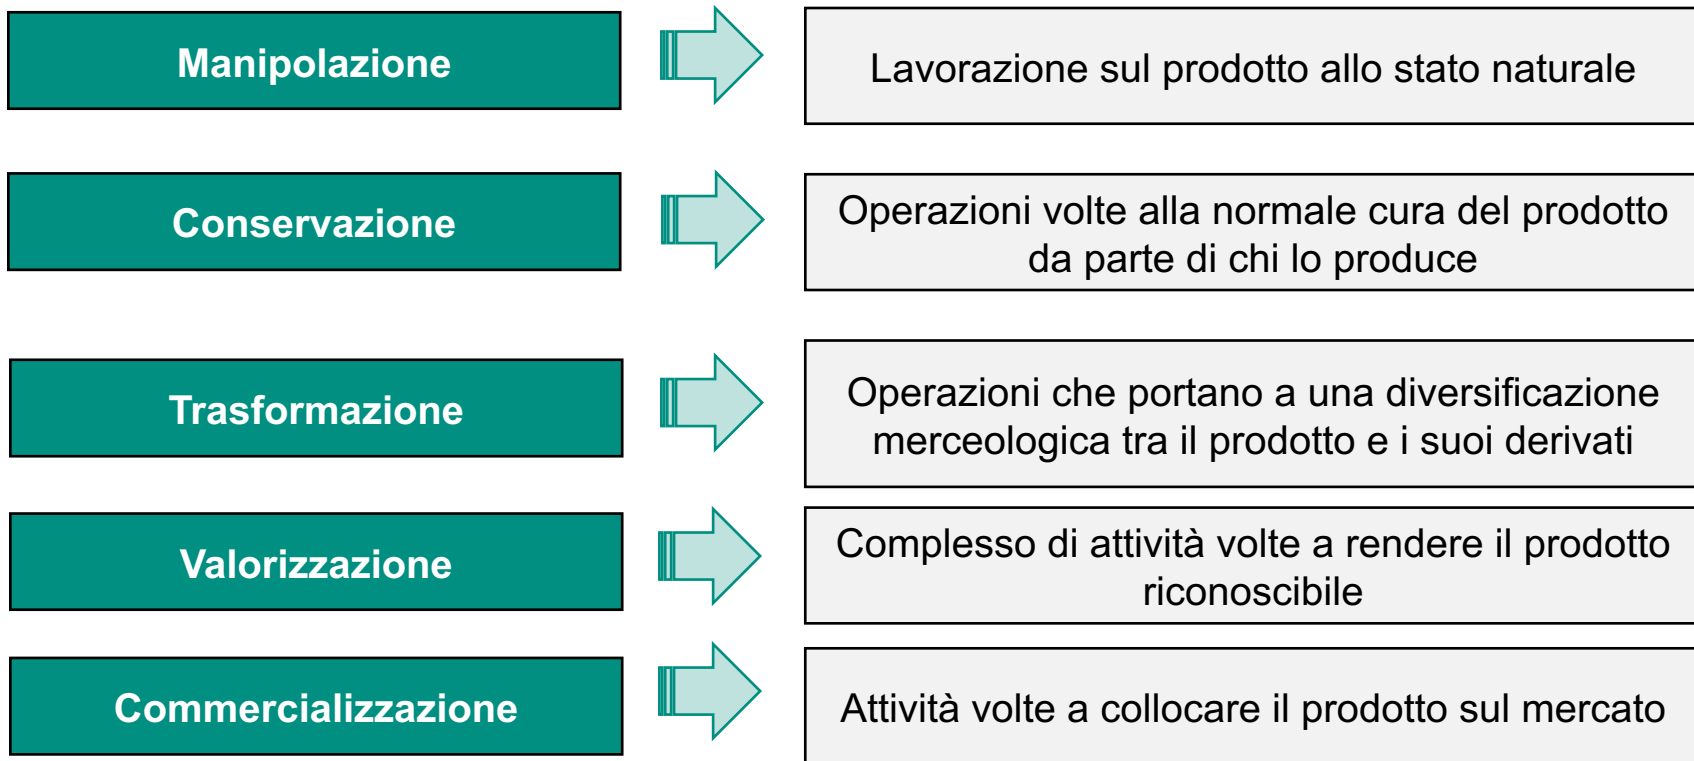 Manipolazione
Lavorazione sul prodotto allo stato naturale
Conservazione
Operazioni volte alla normale cura del prodotto
da parte di chi lo produce
Trasformazione
Operazioni che portano a una diversificazione
merceologica tra il prodotto e i suoi derivati
Valorizzazione
Complesso di attività volte a rendere il prodotto
riconoscibile
Commercializzazione
Attività volte a collocare il prodotto sul mercato